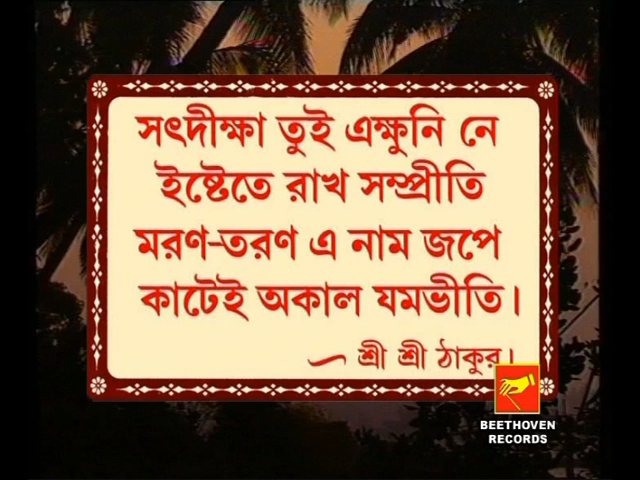 সৎদীক্ষা তুই এক্ষুনি নে
ইষ্টেতে রাখ সম্প্রীতি
মরণ-তরণ এ নাম জপে
কাটেই অকাল যমভীতি।
— শ্রী শ্রী ঠাকুর।
BEETHOVEN
RECORDS